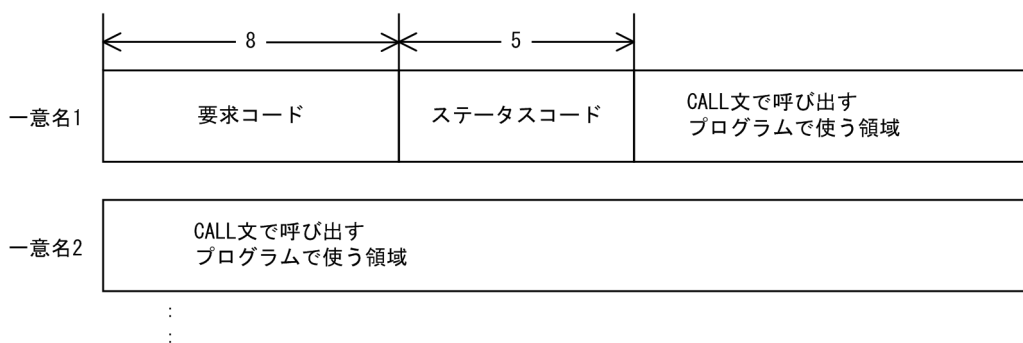 8
5
一意名1
要求コード
ステータスコード
CALL文で呼び出す
プログラムで使う領域
一意名2
CALL文で呼び出す
プログラムで使う領域
:
: